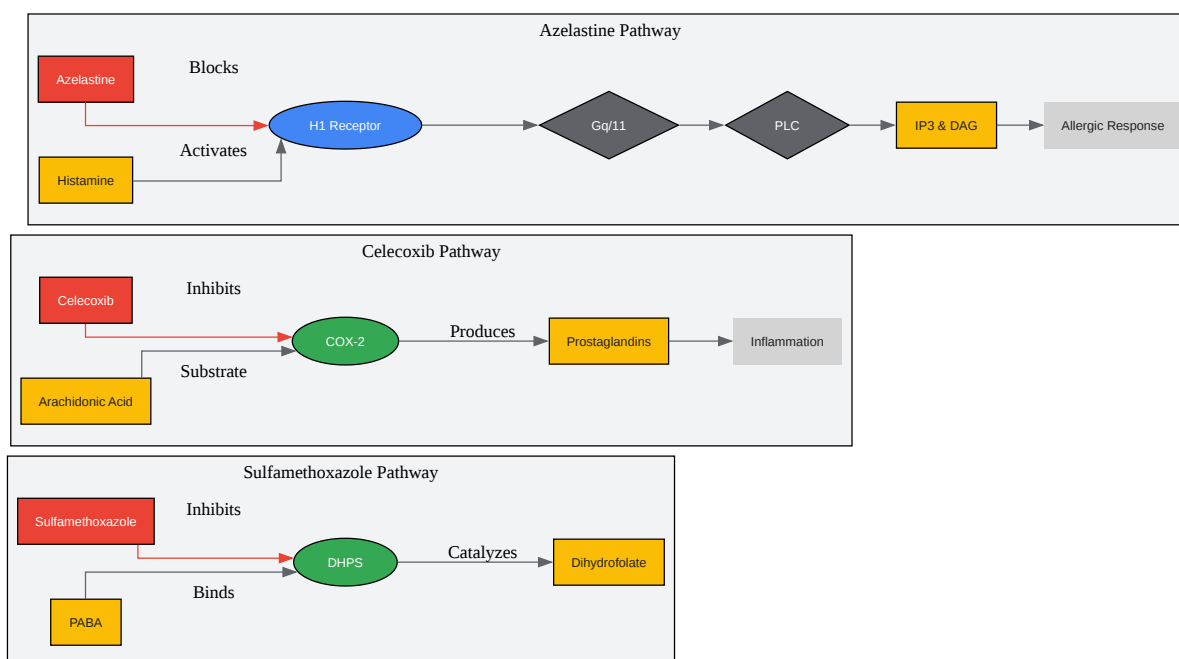 Azelastine Pathway
Azelastine
Blocks
H1 Receptor
Gq/11
PLC
IP3 & DAG
Allergic Response
Activates
Histamine
Celecoxib Pathway
Celecoxib
Inhibits
COX-2
Produces
Prostaglandins
Inflammation
Substrate
Arachidonic Acid
Sulfamethoxazole Pathway
Sulfamethoxazole
Inhibits
DHPS
Catalyzes
Dihydrofolate
Binds
PABA